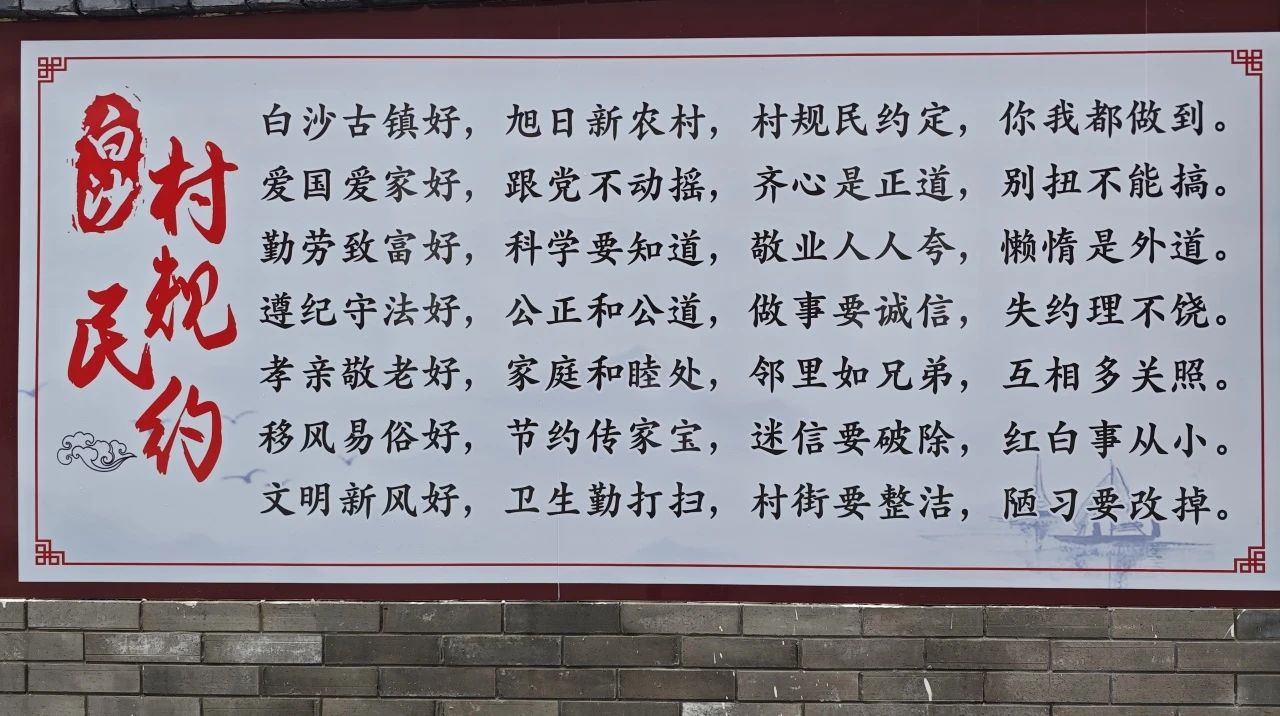 白沙
村规民约
白沙古镇好，旭日新农村，村规民约定，你我都做到。
爱国爱家好，跟党不动摇，齐心是正道，别扭不能搞。
勤劳致富好，科学要知道，敬业人人夸，懒惰是外道。
遵纪守法好，公正和公道，做事要诚信，失约理不饶。
孝亲敬老好，家庭和睦处，邻里如兄弟，互相多关照。
移风易俗好，节约传家宝，迷信要破除，红白事从小。
文明新风好，卫生勤打扫，村街要整洁，陋习要改掉。